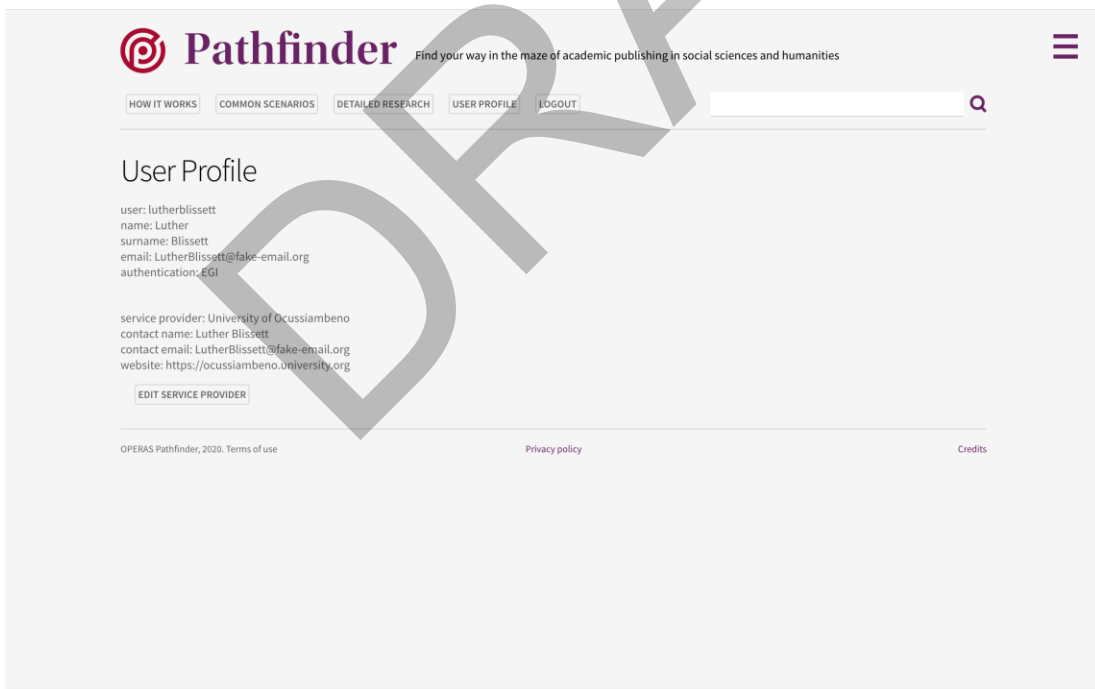 Pathfinder Find your way in the maze of academic publishing in social sciences and humanities
HOW IT WORKS COMMON SCENARIOS DETAILED RESEARCH USER PROFILE LOGOUT
User Profile
user: lutherblissett
name: Luther
surname: Blissett
email: LutherBlissett@fake-email.org
authentication: EGI
service provider: University of Ocussiambeno
contact name: Luther Blissett
contact email: LutherBlissett@fake-email.org
website: https://ocussiambeno.university.org
EDIT SERVICE PROVIDER
OPERAS Pathfinder, 2020. Terms of use Privacy policy Credits
DRA